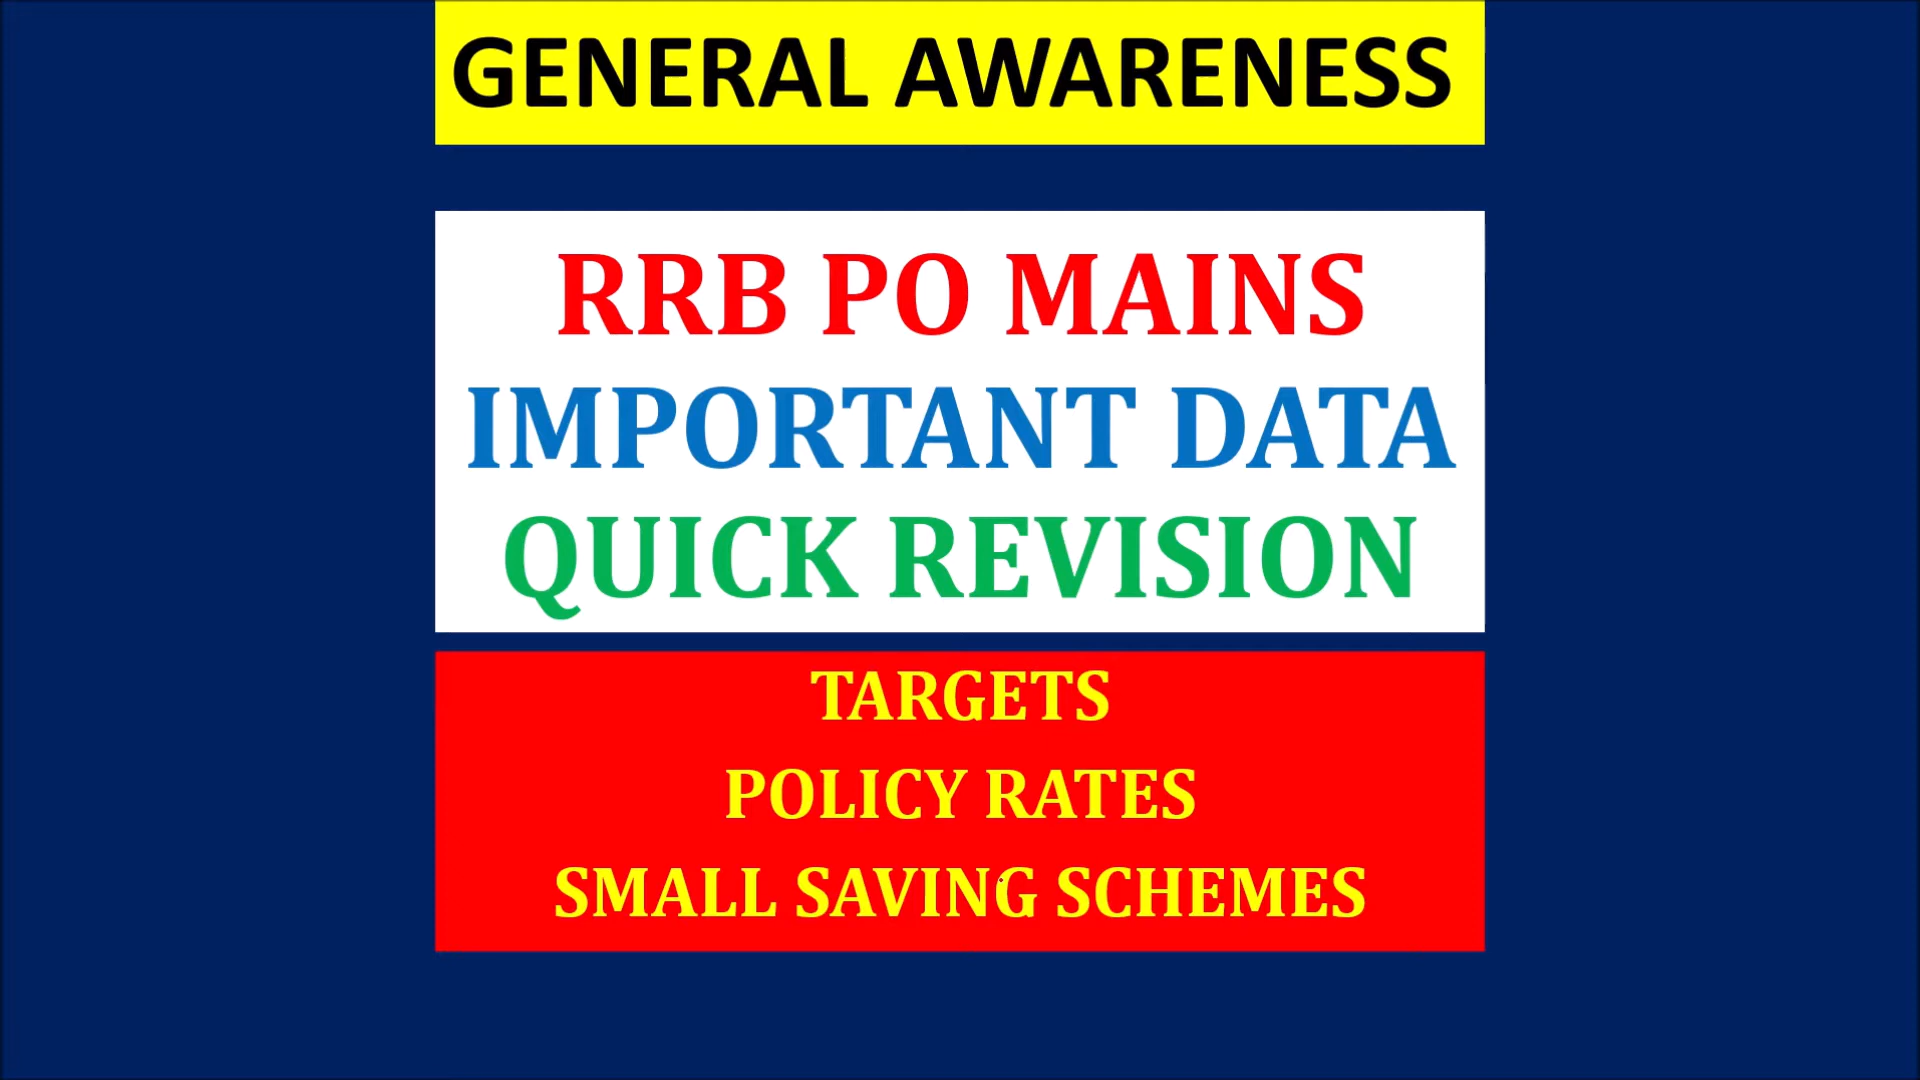 GENERAL AWARENESS
RRB PO MAINS
IMPORTANT DATA
QUICK REVISION
TARGETS
POLICY RATES
SMALL SAVING SCHEMES